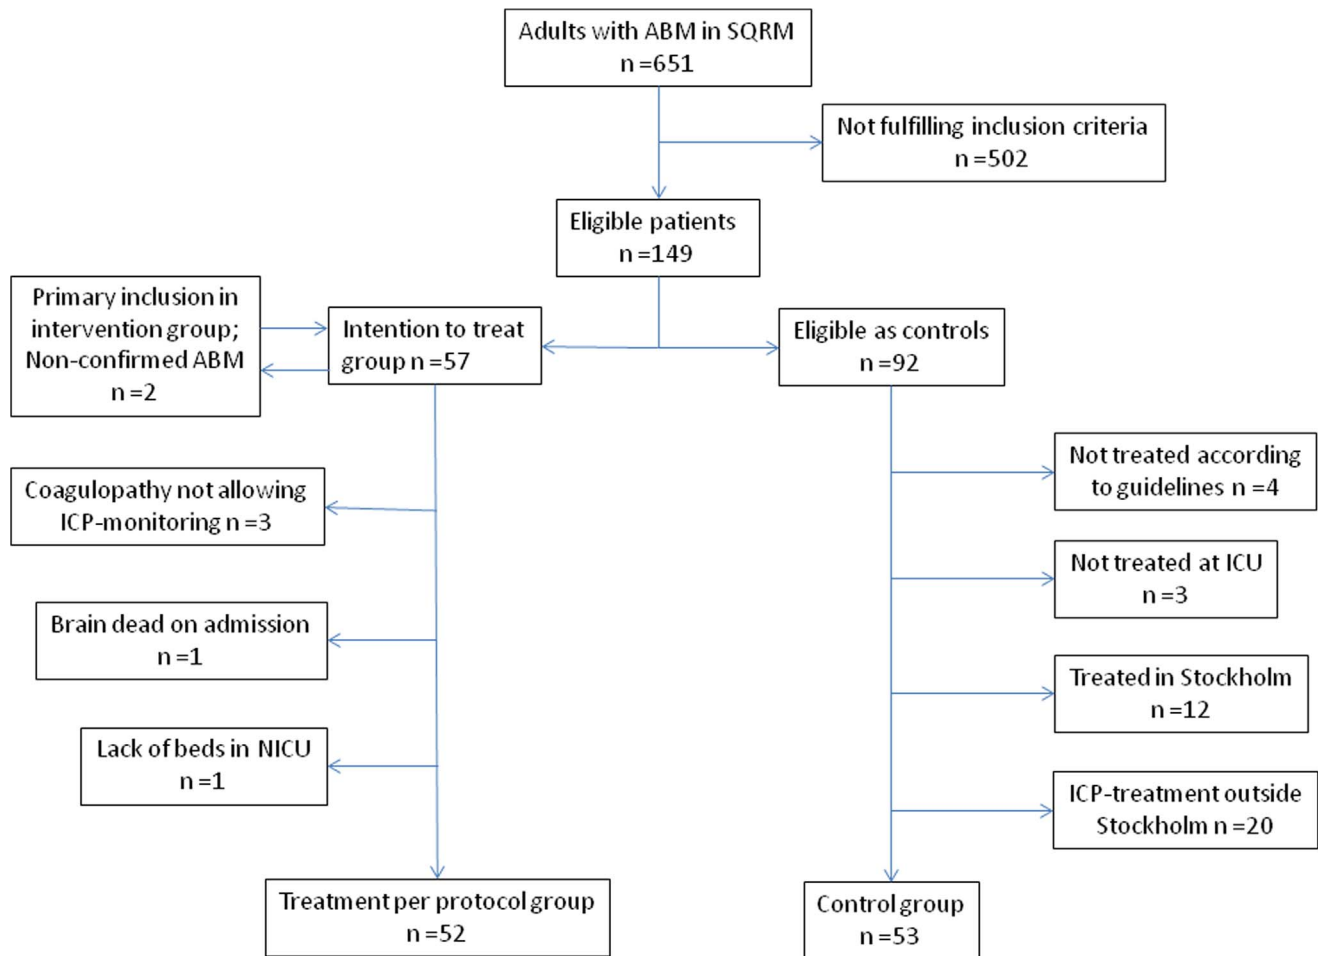 Adults with ABM in SQRM
n =651
Not fulfilling inclusion criteria
n =502
Eligible patients
n =149
Primary inclusion in
intervention group;
Non-confirmed ABM
n =2
Intention to treat
group n =57
Eligible as controls
n =92
Coagulopathy not allowing
ICP-monitoring n =3
Brain dead on admission
n =1
Lack of beds in NICU
n =1
Treatment per protocol group
n =52
Not treated according
to guidelines n =4
Not treated at ICU
n =3
Treated in Stockholm
n =12
ICP-treatment outside
Stockholm n =20
Control group
n =53